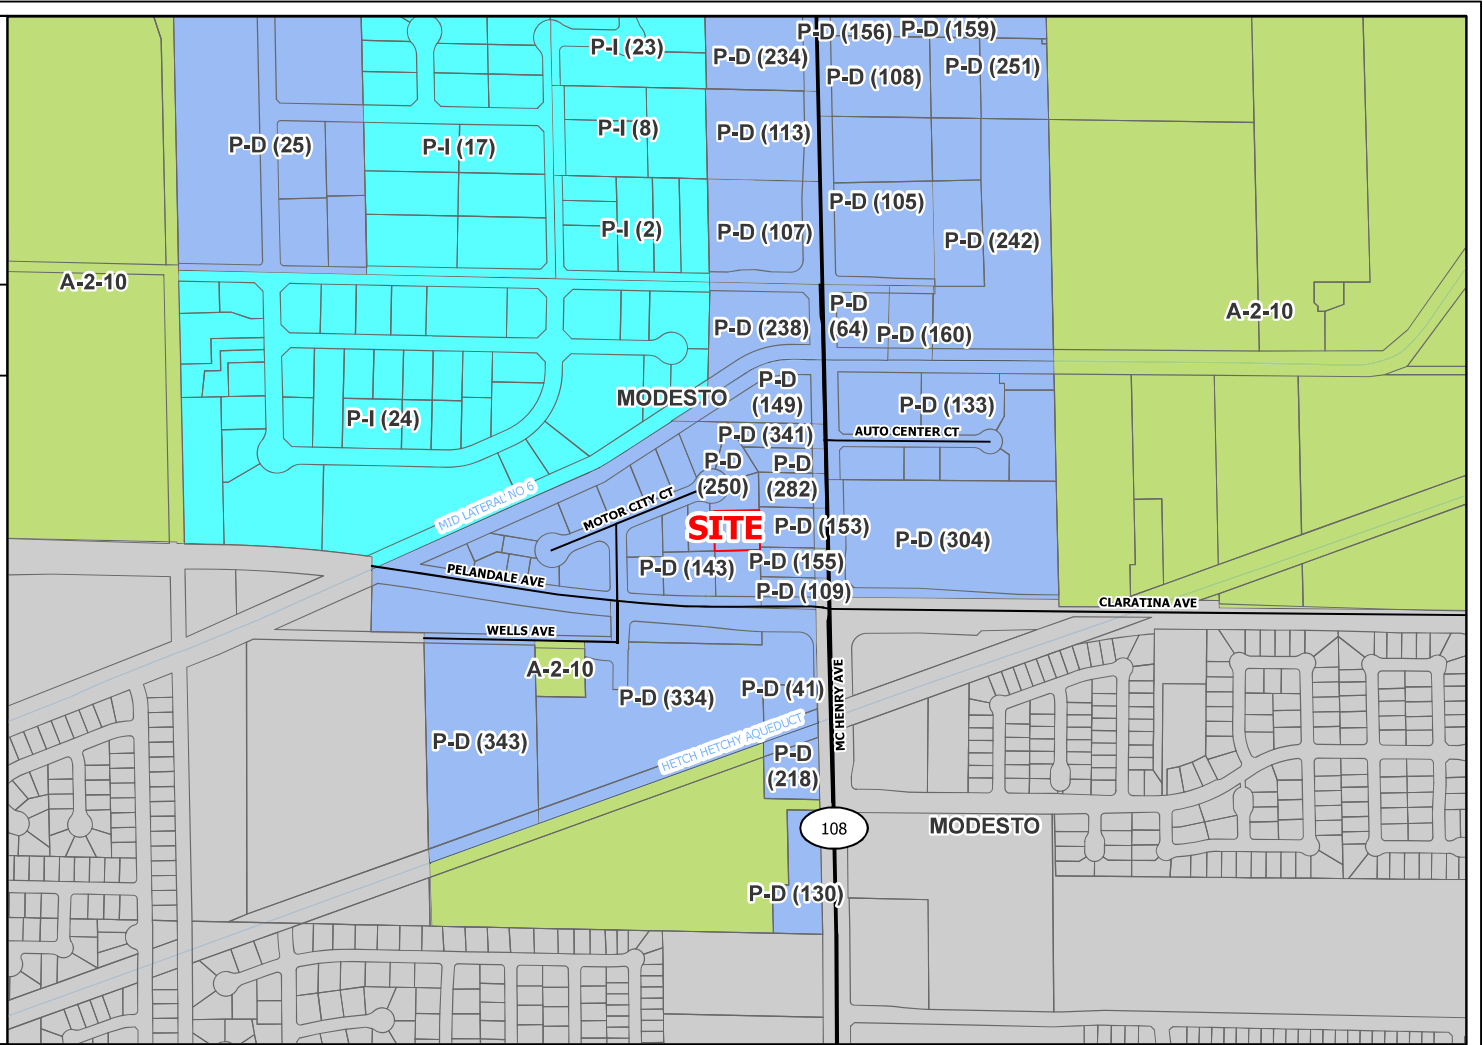 P-D (156)
P-D (159)
P-I (23)
P-D (234)
P-D (251)
P-D (108)
P-I (8)
P-D (113)
P-D (25)
P-I (17)
P-D (105)
P-I (2)
P-D (107)
P-D (242)
A-2-10
P-D
(64)
A-2-10
P-D (238)
P-D (160)
P-D
(149)
MODESTO
P-D (133)
P-I (24)
P-D (341)
AUTO CENTER CT
P-D
(250)
P-D
(282)
MID LATERAL NO 6
MOTOR CITY CT
SITE
P-D (153)
P-D (304)
P-D (155)
P-D (143)
PELANDALE AVE
P-D (109)
CLARATINA AVE
WELLS AVE
A-2-10
P-D (334)
P-D (41)
MC HENRY AVE
P-D (343)
HETCH HETCHY AQUEDUCT
P-D
(218)
108
MODESTO
P-D (130)